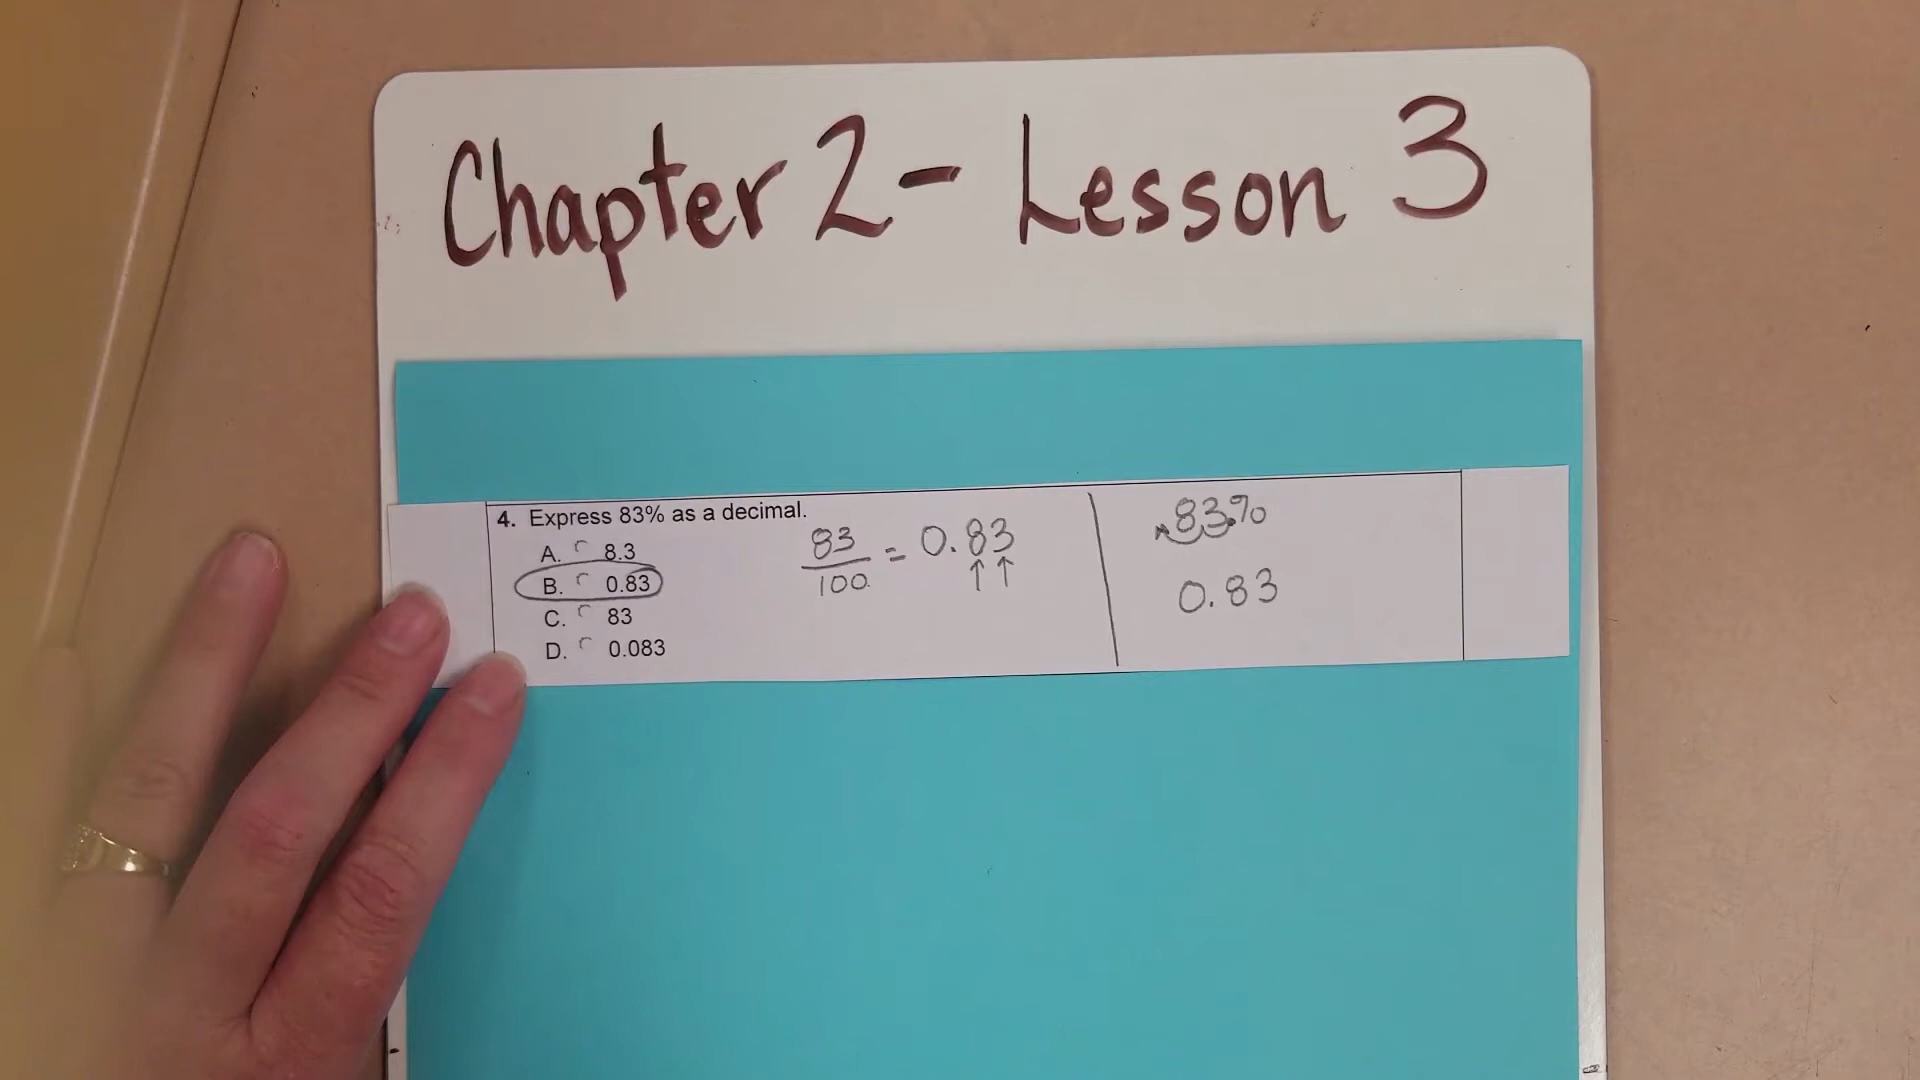 Chapter 2 - Lesson 3
4. Express 83% as a decimal.
A. 8.3
B. 0.83
C. 83
D. 0.083
83
100
= 0.83
83.%
0.83